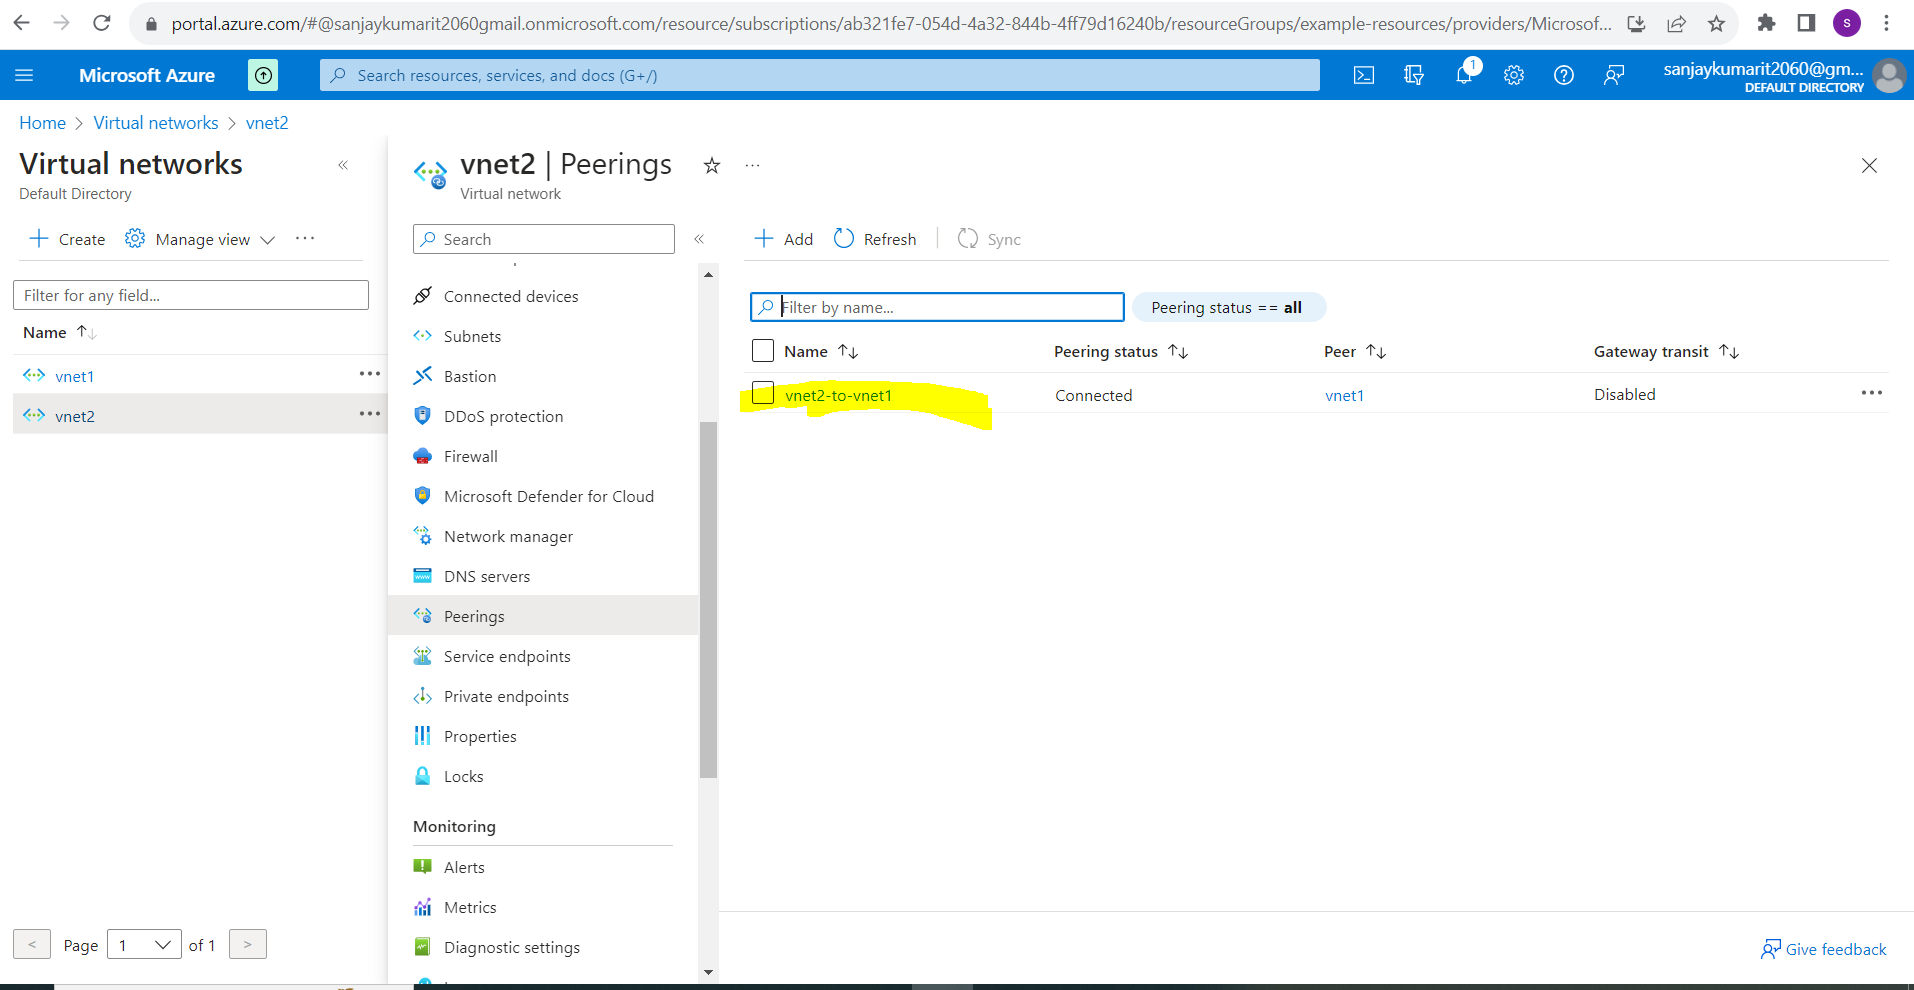 portal.azure.com/#@sanjaykumarit2060gmail.onmicrosoft.com/resource/subscriptions/ab321fe7-054d-4a32-844b-4ff79d16240b/resourceGroups/example-resources/providers/Microsof...
S
Microsoft Azure
Search resources, services, and docs (G+/)
1
sanjaykumarit2060@gm...
DEFAULT DIRECTORY
Home > Virtual networks > vnet2
Virtual networks
Default Directory
Create
Manage view
Filter for any field...
Name
vnet1
vnet2
< Page 1 of 1 >
vnet2 | Peerings
Virtual network
Search
Connected devices
Subnets
Bastion
DDoS protection
Firewall
Microsoft Defender for Cloud
Network manager
DNS servers
Peerings
Service endpoints
Private endpoints
Properties
Locks
Monitoring
Alerts
Metrics
Diagnostic settings
Add Refresh Sync
Filter by name...
Peering status == all
Name Peering status Peer Gateway transit
vnet2-to-vnet1 Connected vnet1 Disabled
Give feedback